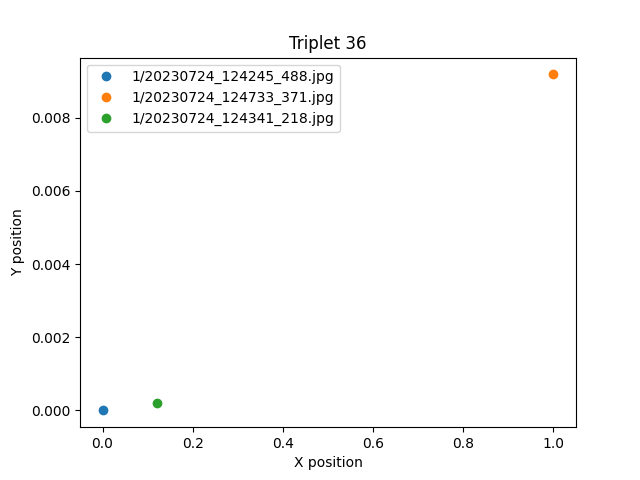 Triplet 36
1/20230724_124245_488.jpg
1/20230724_124733_371.jpg
1/20230724_124341_218.jpg
Y position
0.008
0.006
0.004
0.002
0.000
0.0 0.2 0.4 0.6 0.8 1.0
X position